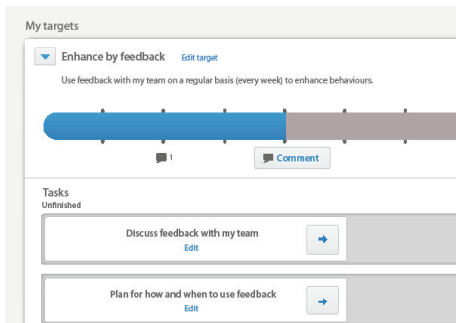 My targets
Enhance by feedback Edit target
Use feedback with my team on a regular basis (every week) to enhance behaviours.
1 Comment
Tasks
Unfinished
Discuss feedback with my team
Edit
Plan for how and when to use feedback
Edit